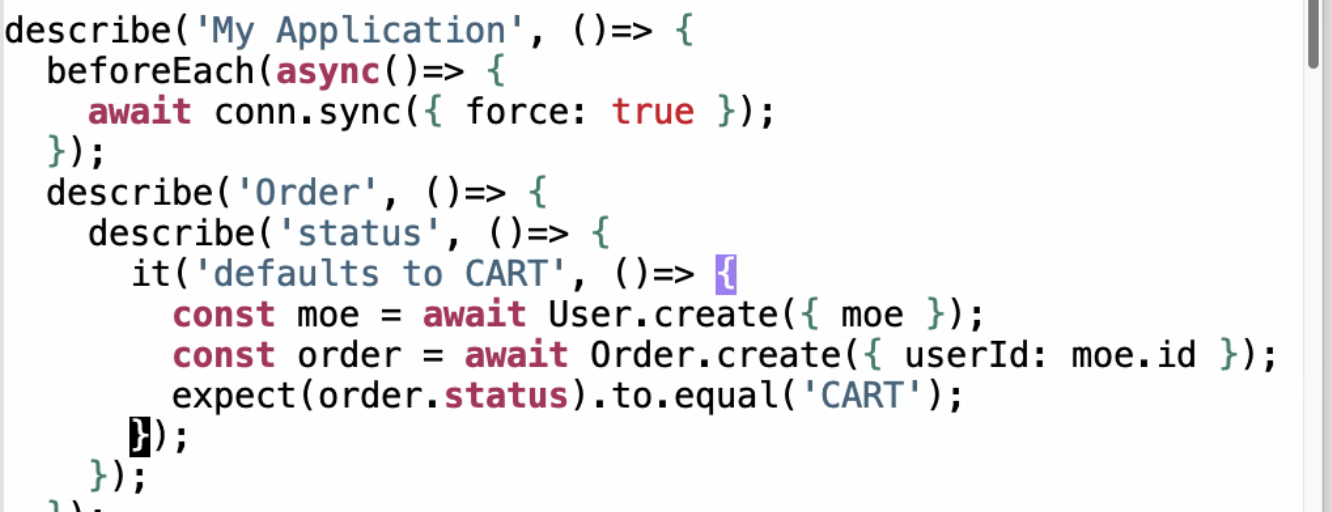 describe('My Application', ()=> {
  beforeEach(async()=> {
    await conn.sync({ force: true });
  });
  describe('Order', ()=> {
    describe('status', ()=> {
      it('defaults to CART', ()=> {
        const moe = await User.create({ moe });
        const order = await Order.create({ userId: moe.id });
        expect(order.status).to.equal('CART');
      });
    });
  });